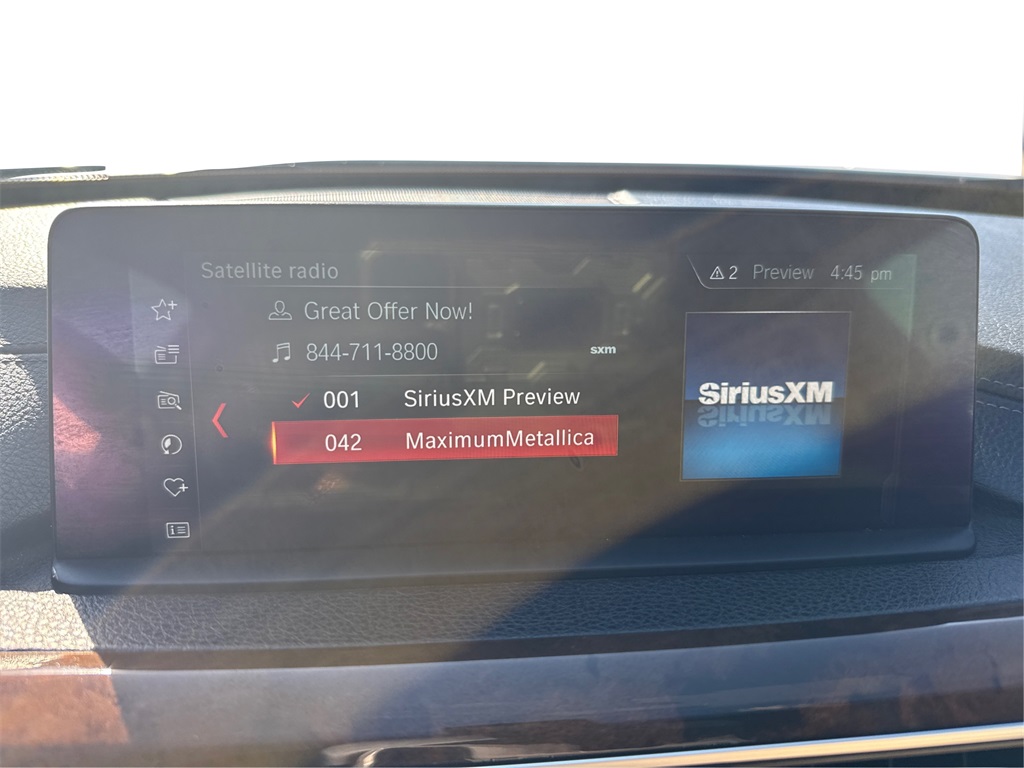 Satellite radio
2 Preview 4:45 pm
Great Offer Now!
844-711-8800
sxm
001 SiriusXM Preview
042 MaximumMetallica
SiriusXM